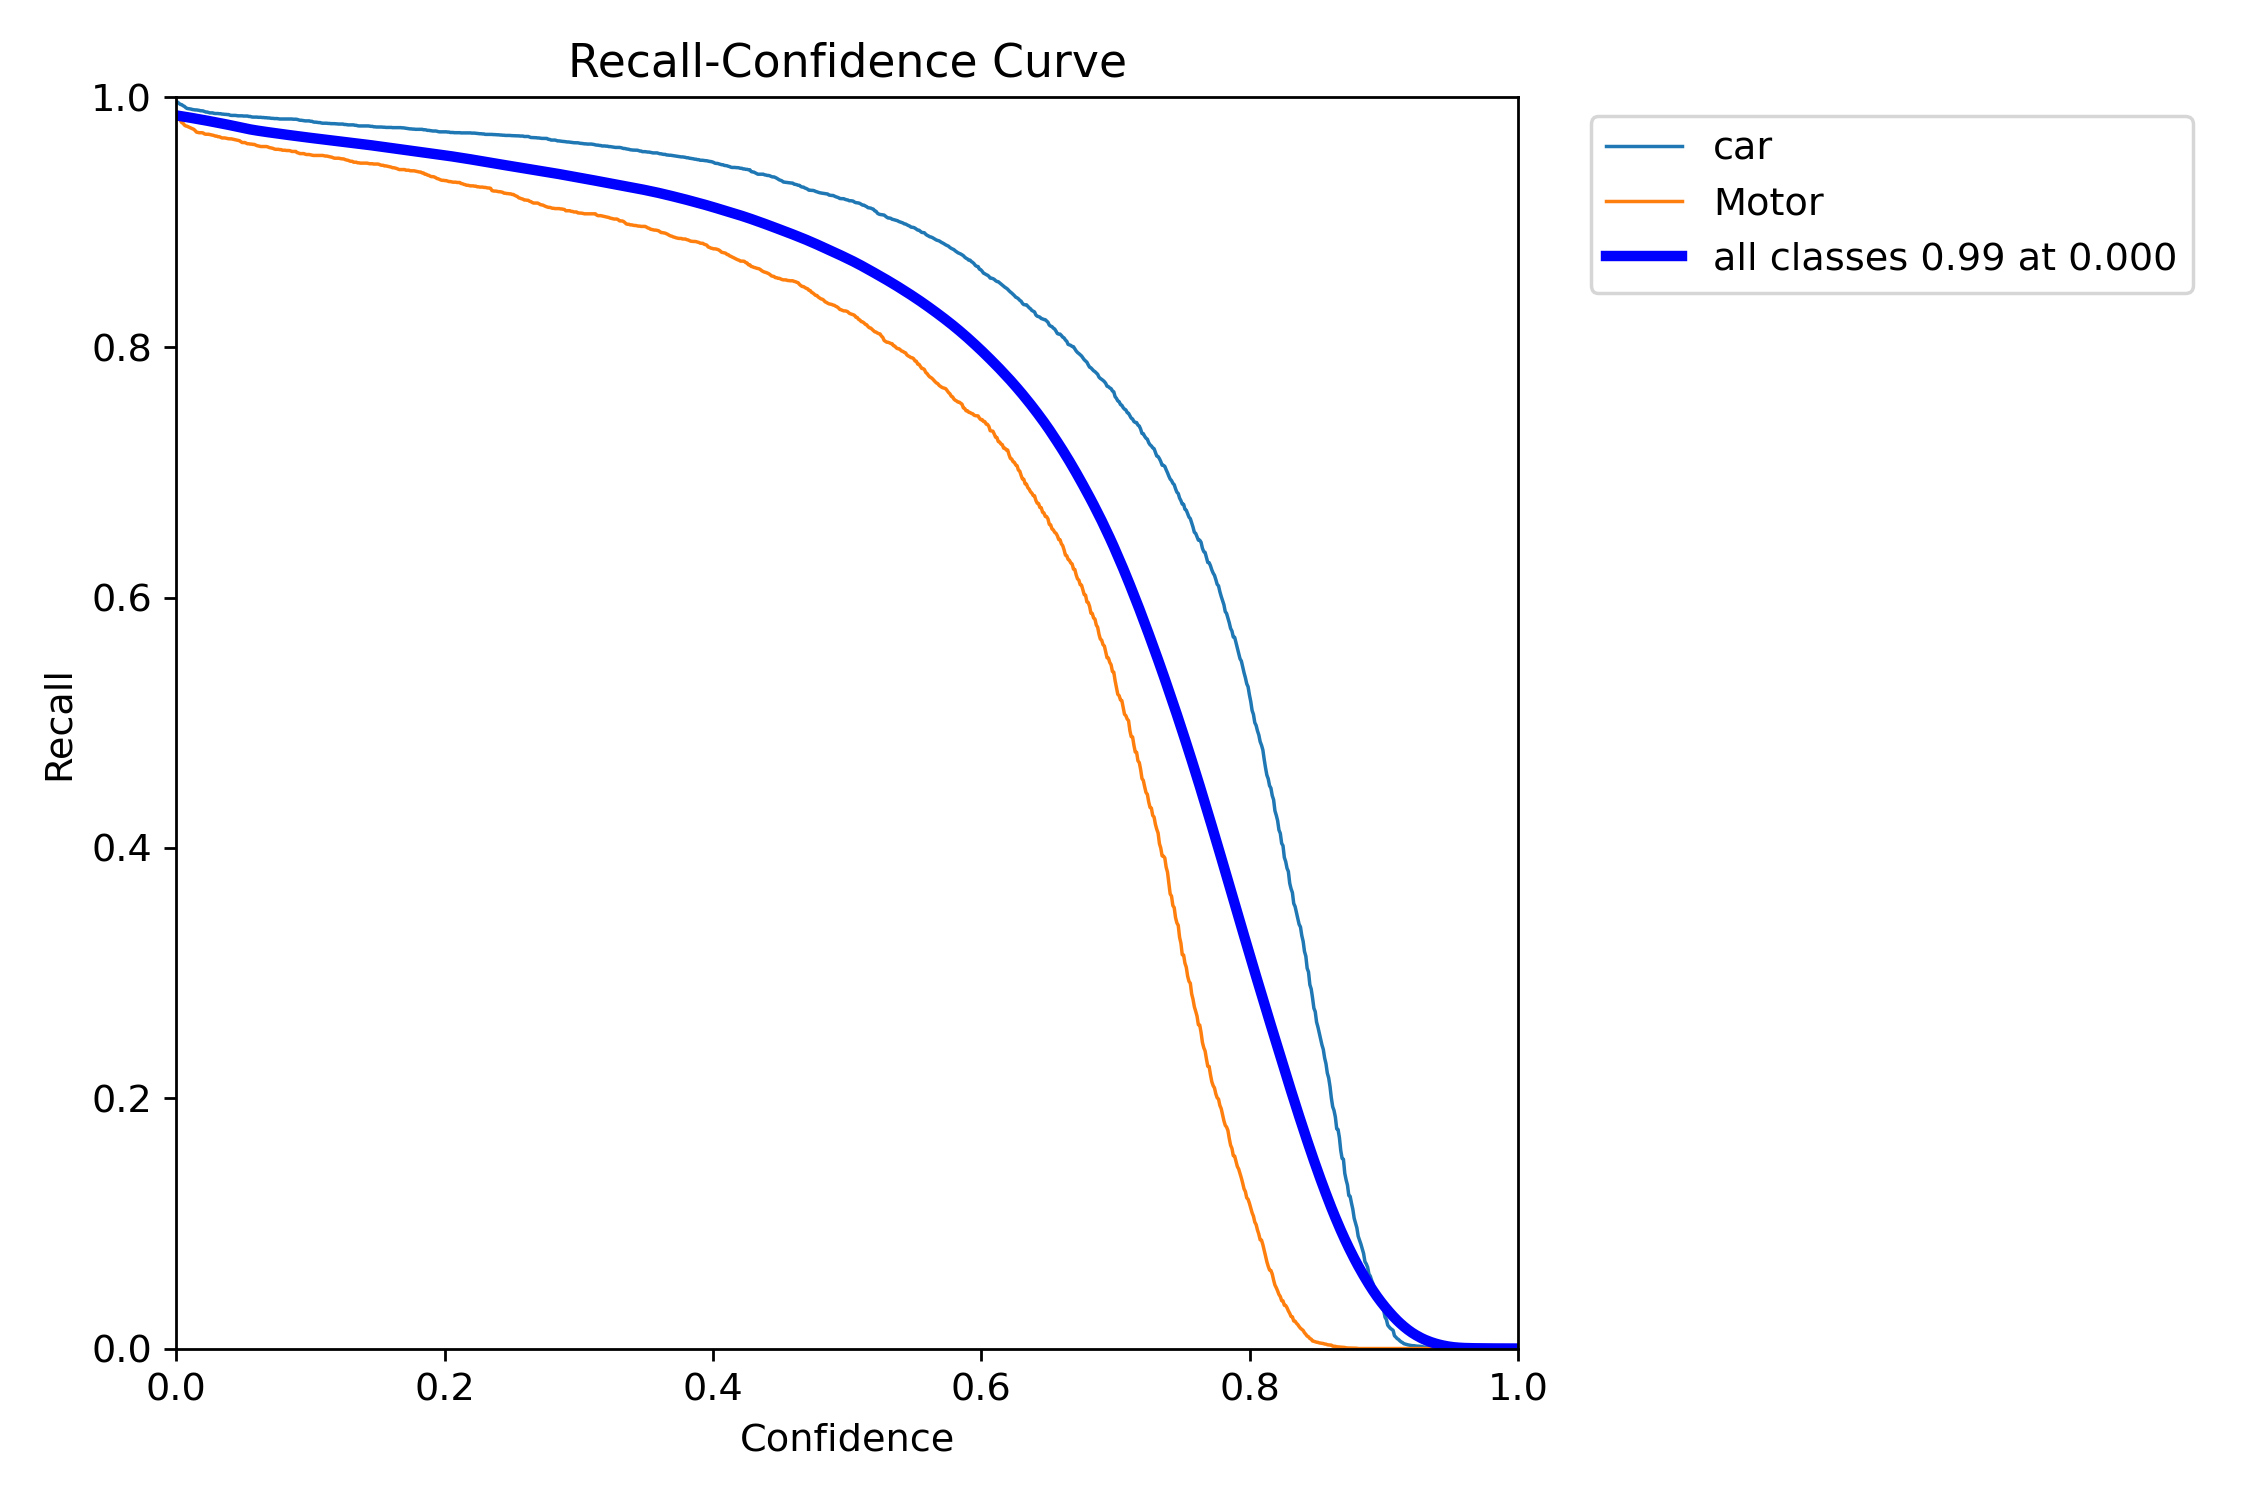 Recall-Confidence Curve
car
Motor
all classes 0.99 at 0.000
1.0
0.8
0.6
0.4
0.2
0.0
Recall
0.0 0.2 0.4 0.6 0.8 1.0
Confidence